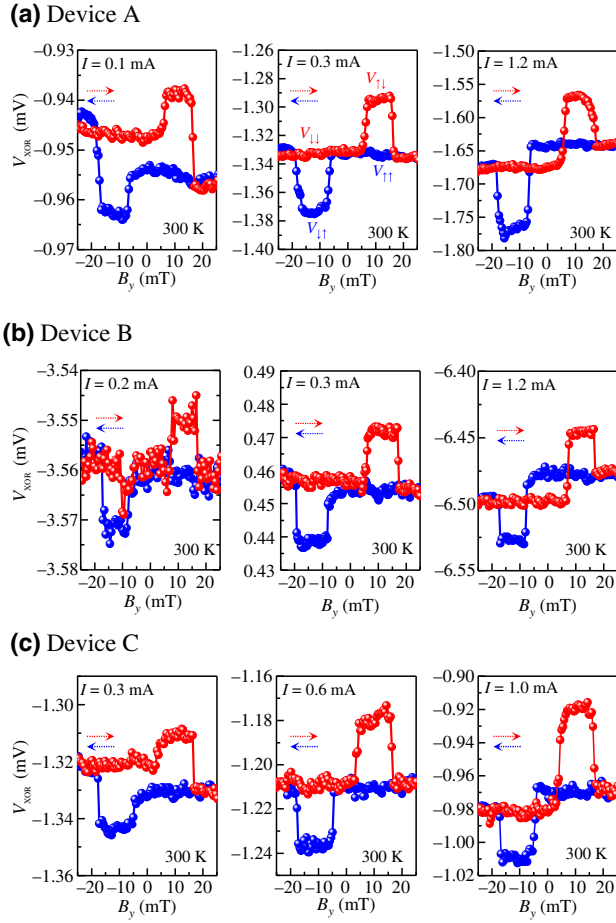 (a) Device A
I = 0.1 mA
I = 0.3 mA
I = 1.2 mA
−0.93
−0.94
−0.95
−0.96
−0.97
−1.26
−1.28
−1.30
−1.32
−1.34
−1.36
−1.38
−1.40
−1.50
−1.55
−1.60
−1.65
−1.70
−1.75
−1.80
V↑↓
V↓↓
V↑↑
V↓↑
300 K
300 K
300 K
−20 −10 0 10 20
−20 −10 0 10 20
−20 −10 0 10 20
V_XOR (mV)
B_y (mT)
B_y (mT)
B_y (mT)
(b) Device B
I = 0.2 mA
I = 0.3 mA
I = 1.2 mA
−3.54
−3.55
−3.56
−3.57
−3.58
0.49
0.48
0.47
0.46
0.45
0.44
0.43
−6.40
−6.45
−6.50
−6.55
300 K
300 K
300 K
−20 −10 0 10 20
−20 −10 0 10 20
−20 −10 0 10 20
V_XOR (mV)
B_y (mT)
B_y (mT)
B_y (mT)
(c) Device C
I = 0.3 mA
I = 0.6 mA
I = 1.0 mA
−1.30
−1.32
−1.33
−1.36
−1.16
−1.18
−1.20
−1.22
−1.24
−0.90
−0.92
−0.94
−0.96
−0.98
−1.00
−1.02
300 K
300 K
300 K
−20 −10 0 10 20
−20 −10 0 10 20
−20 −10 0 10 20
V_XOR (mV)
B_y (mT)
B_y (mT)
B_y (mT)